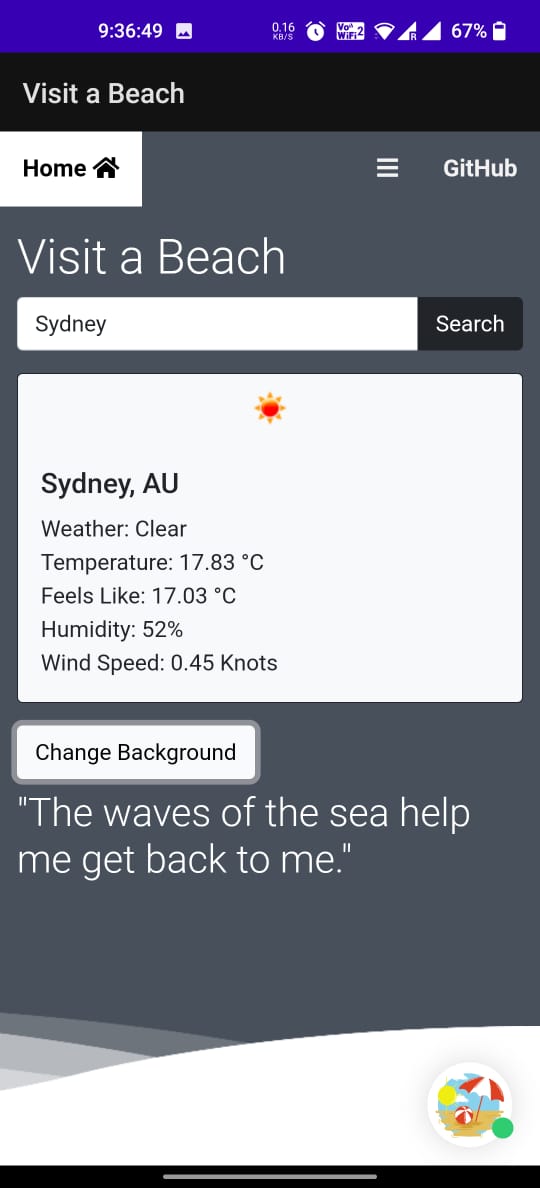 9:36:49 0.16 KB/S Vo WiFi 2 R 67%
Visit a Beach
Home GitHub
Visit a Beach
Sydney Search
Sydney, AU
Weather: Clear
Temperature: 17.83 °C
Feels Like: 17.03 °C
Humidity: 52%
Wind Speed: 0.45 Knots
Change Background
"The waves of the sea help
me get back to me."